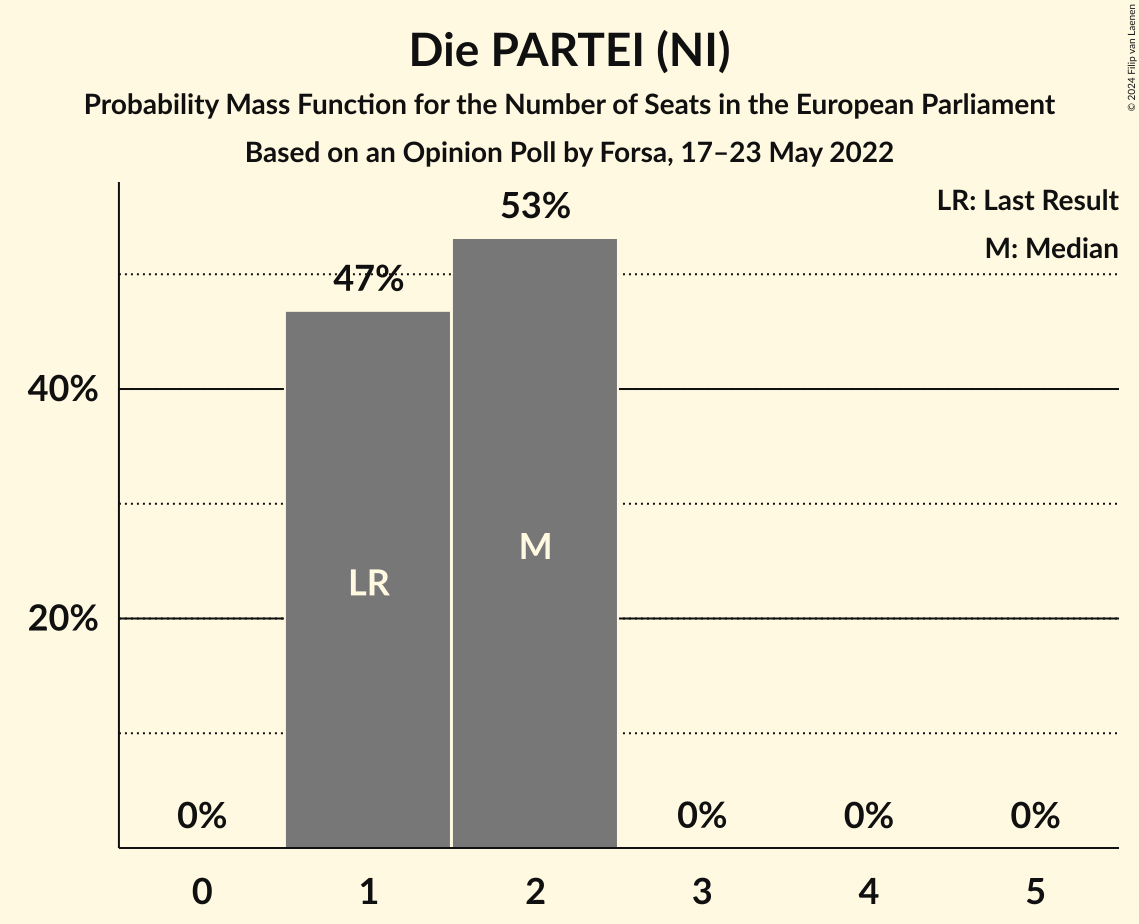 Die PARTEI (NI)
Probability Mass Function for the Number of Seats in the European Parliament
Based on an Opinion Poll by Forsa, 17–23 May 2022
© 2024 Filip van Laenen
LR: Last Result
M: Median
53%
47%
40%
20%
M
LR
0%
0%
0%
0%
0
1
2
3
4
5